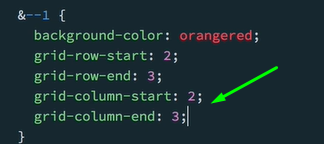 &--1 {
background-color: orangered;
grid-row-start: 2;
grid-row-end: 3;
grid-column-start: 2;
grid-column-end: 3;
}